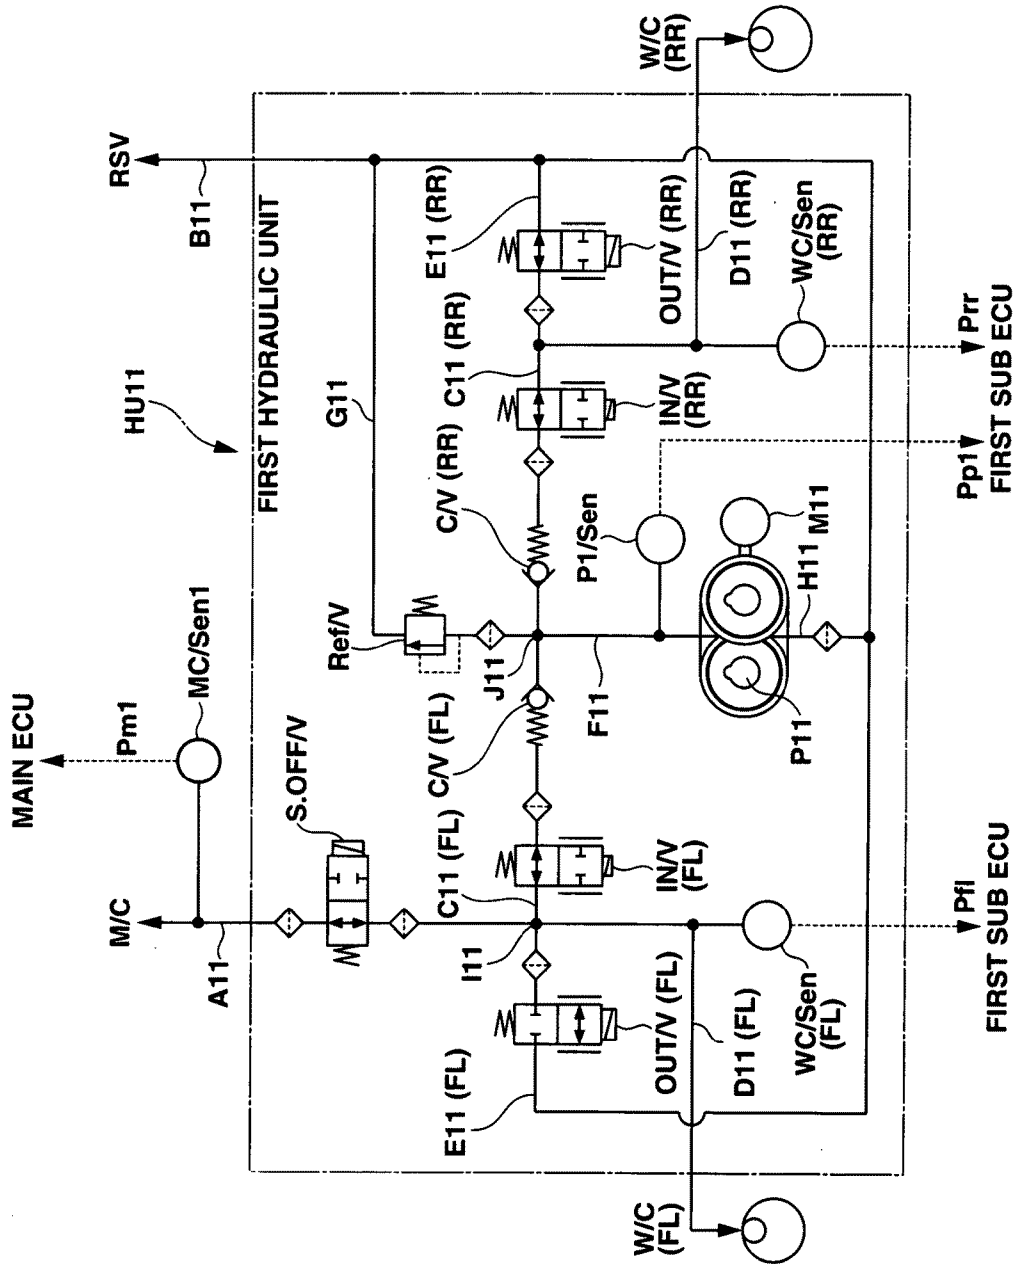 MAIN ECU
Pm1
MC/Sen1
M/C
A11
S.OFF/V
RSV
B11
HU11
FIRST HYDRAULIC UNIT
G11
Ref/V
J11
I11
C/V (FL)
C11 (FL)
E11 (FL)
C/V (RR)
C11 (RR)
E11 (RR)
W/C
(RR)
W/C
(FL)
IN/V
(FL)
IN/V
(RR)
OUT/V (FL)
OUT/V (RR)
D11 (FL)
D11 (RR)
F11
P1/Sen
P11
H11
M11
WC/Sen
(FL)
WC/Sen
(RR)
Pfl
FIRST SUB ECU
Pp1
Prr
FIRST SUB ECU